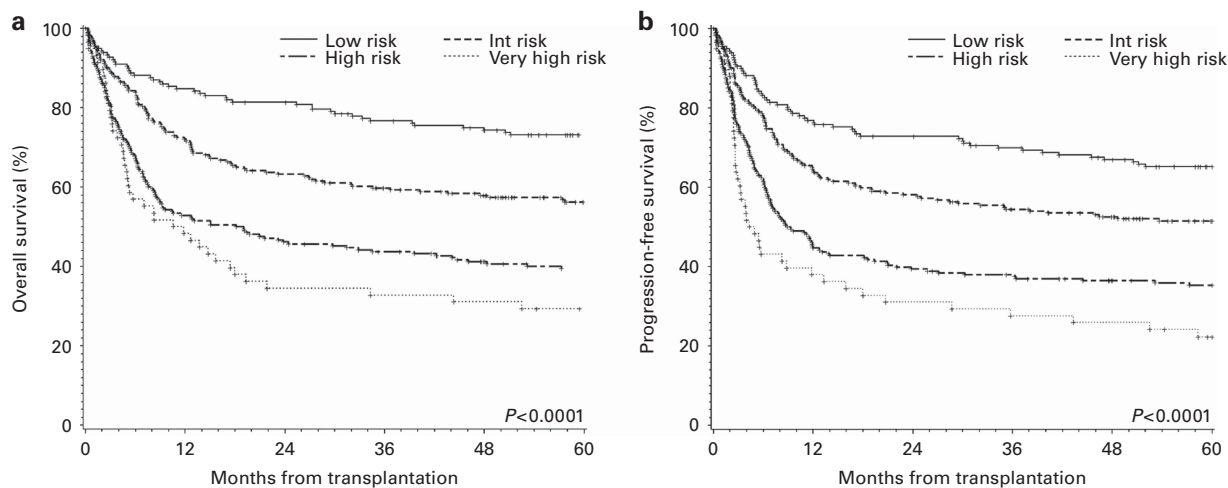 a
Overall survival (%)
100
80
60
40
20
0
Low risk
Int risk
High risk
Very high risk
P<0.0001
0 12 24 36 48 60
Months from transplantation
b
Progression-free survival (%)
100
80
60
40
20
0
Low risk
Int risk
High risk
Very high risk
P<0.0001
0 12 24 36 48 60
Months from transplantation